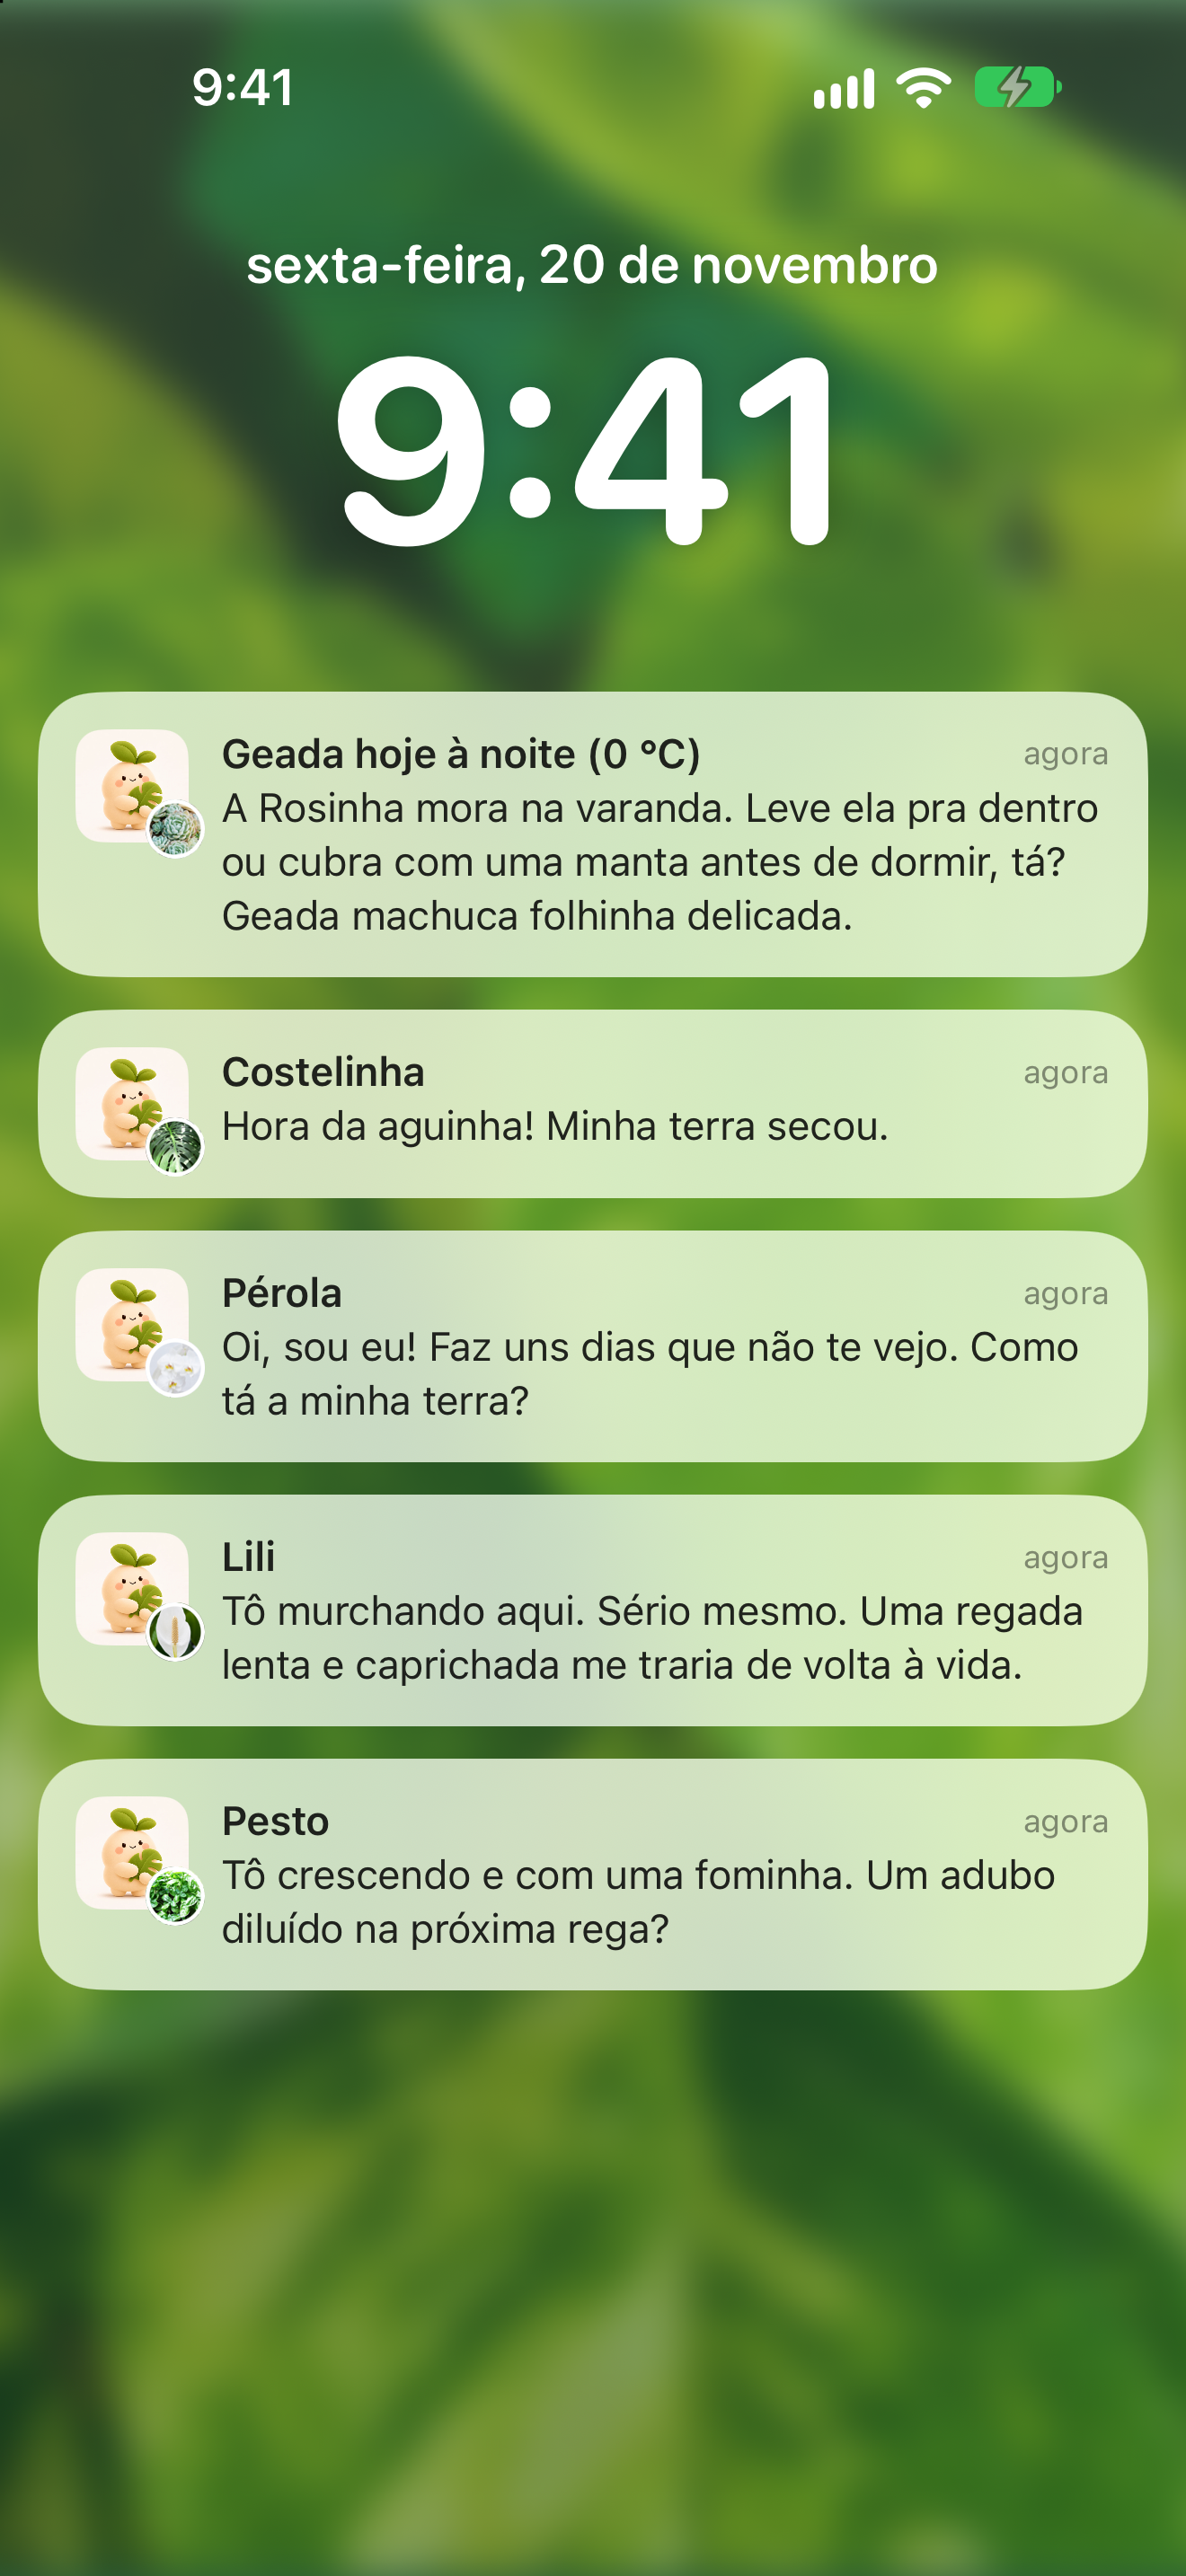 9:41
sexta-feira, 20 de novembro
9:41
Geada hoje à noite (0 °C)
agora
A Rosinha mora na varanda. Leve ela pra dentro
ou cubra com uma manta antes de dormir, tá?
Geada machuca folhinha delicada.
Costelinha
agora
Hora da aguinha! Minha terra secou.
Pérola
agora
Oi, sou eu! Faz uns dias que não te vejo. Como
tá a minha terra?
Lili
agora
Tô murchando aqui. Sério mesmo. Uma regada
lenta e caprichada me traria de volta à vida.
Pesto
agora
Tô crescendo e com uma fominha. Um adubo
diluído na próxima rega?